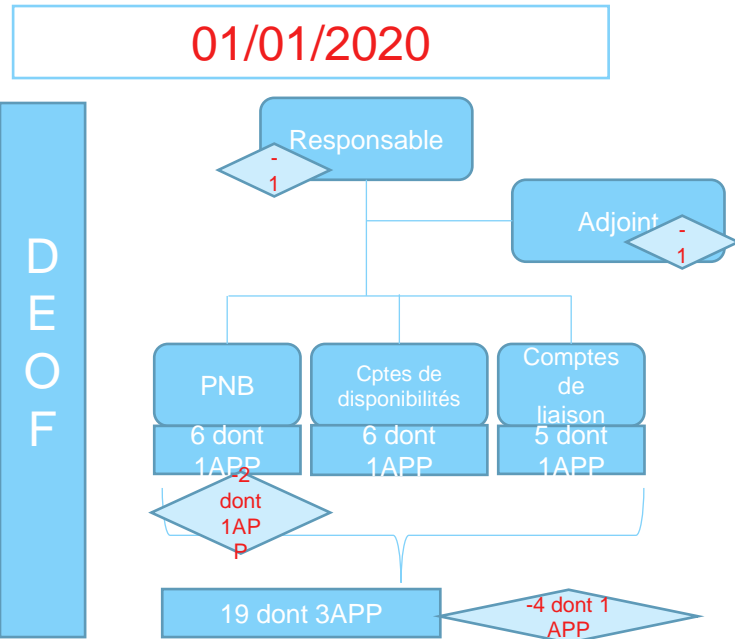 01/01/2020
D
E
O
F
Responsable
-
1
Adjoint
-
1
PNB
Cptes de
disponibilités
Comptes
de
liaison
6 dont
1APP
6 dont
1APP
5 dont
1APP
-2
dont
1AP
P
19 dont 3APP
-4 dont 1
APP